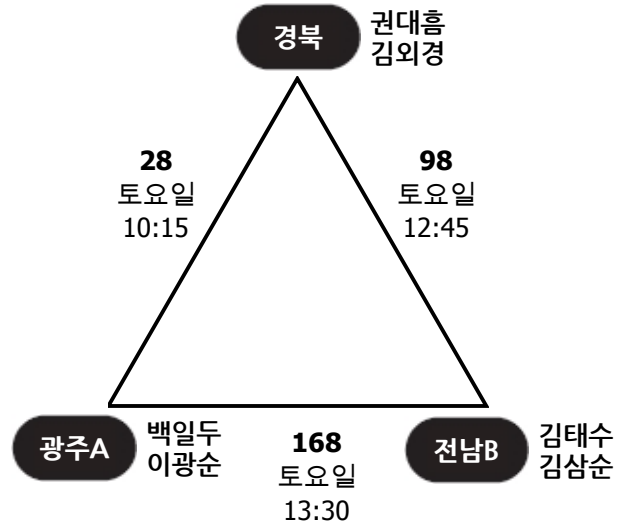 경북
권대흠
김외경
28
토요일
10:15
98
토요일
12:45
광주A
백일두
이광순
168
토요일
13:30
전남B
김태수
김삼순